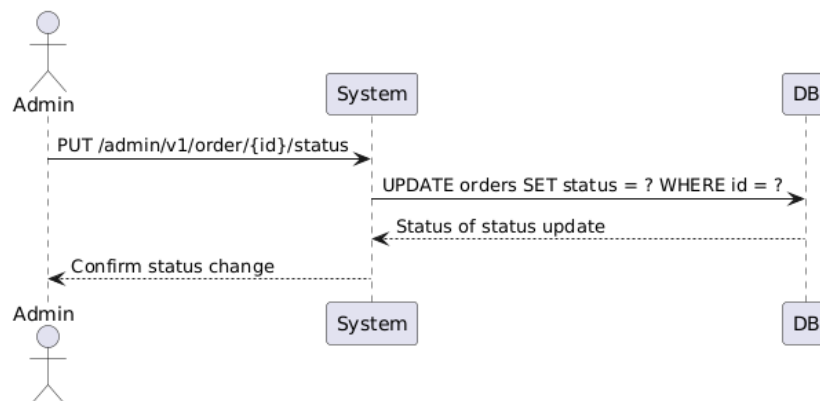 Admin
System
DB
PUT /admin/v1/order/{id}/status
UPDATE orders SET status = ? WHERE id = ?
Status of status update
Confirm status change
Admin
System
DB